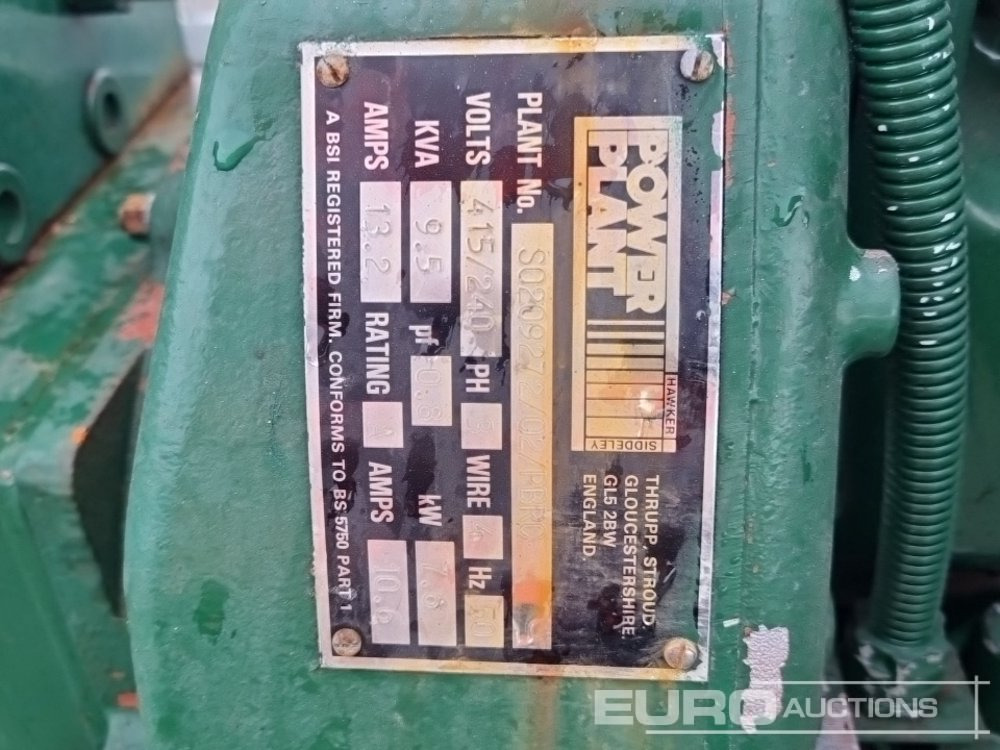 POWER
PLANT
HAWKER
SIDDELEY
THRUPP, STROUD
GLOUCESTERSHIRE.
GL5 2BW
ENGLAND.
PLANT No.
VOLTS 415/240 PH 3 WIRE 4 Hz 50
KVA 9.5 pf 0.8 kW 7.6
AMPS 13.2 RATING AMPS 10.6
A BSI REGISTERED FIRM. CONFORMS TO BS 5750 PART 1
EURO AUCTIONS